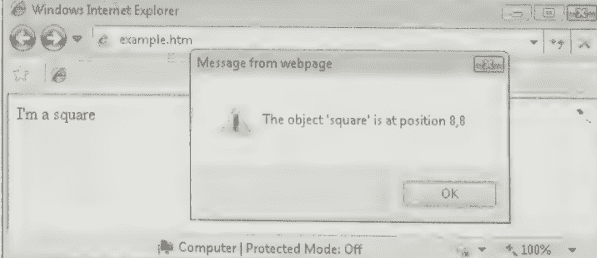 Windows Internet Explorer
example.htm
Message from webpage
I'm a square
The object 'square' is at position 8,8
OK
Computer | Protected Mode: Off
100%